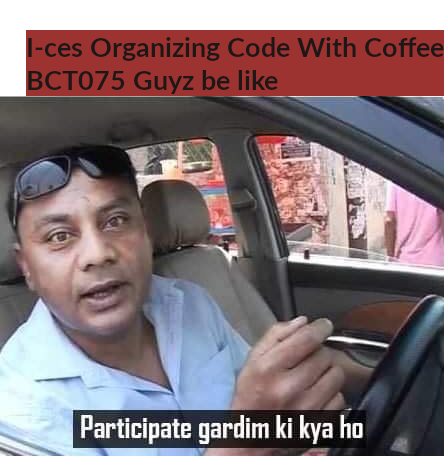 I-ces Organizing Code With Coffee
BCT075 Guyz be like
Participate gardim ki kya ho